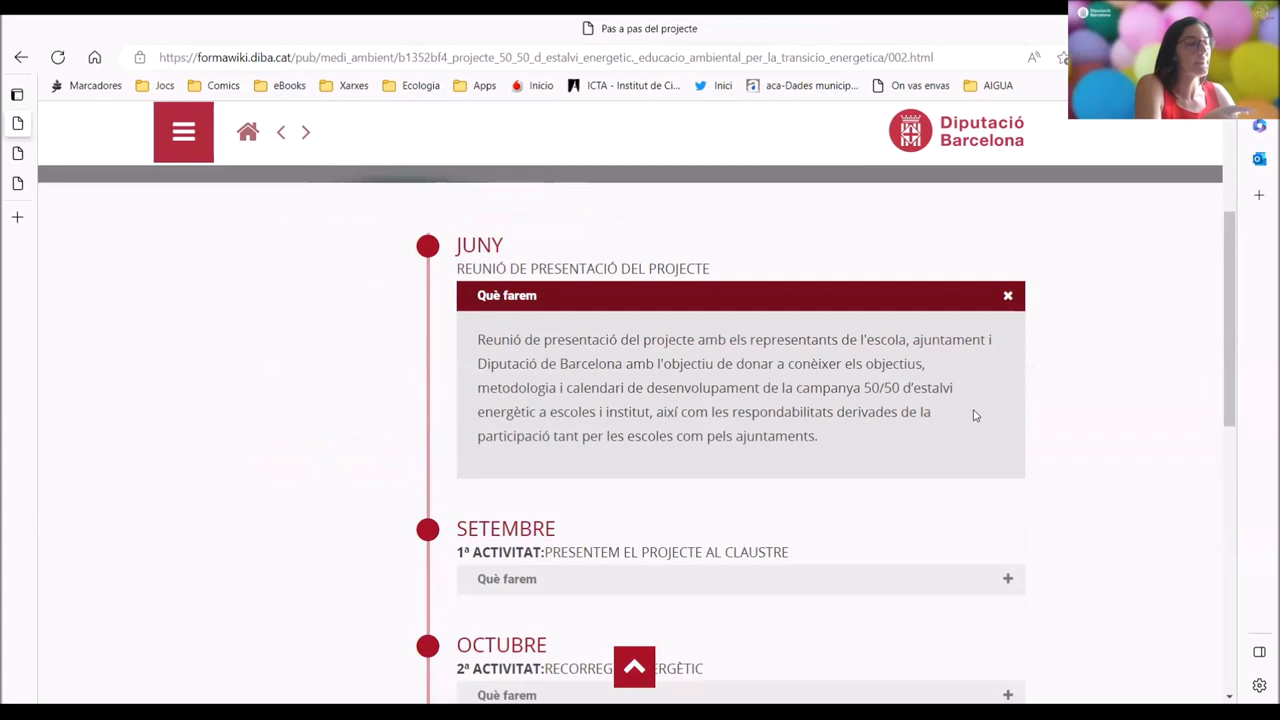 Pas a pas del projecte
https://formawiki.diba.cat/pub/medi_ambient/b1352bf4_projecte_50_50_d_estalvi_energetic,_educacio_ambiental_per_la_transicio_energetica/002.html
Marcadores Jocs Comics eBooks Xarxes Ecologia Apps Inicio ICTA - Institut de Ci... Inici aca-Dades municip... On vas envas AIGUA
Diputació
Barcelona
Diputació
Barcelona
JUNY
REUNIÓ DE PRESENTACIÓ DEL PROJECTE
Què farem
Reunió de presentació del projecte amb els representants de l'escola, ajuntament i
Diputació de Barcelona amb l'objectiu de donar a conèixer els objectius,
metodologia i calendari de desenvolupament de la campanya 50/50 d'estalvi
energètic a escoles i institut, així com les respondabilitats derivades de la
participació tant per les escoles com pels ajuntaments.
SETEMBRE
1ª ACTIVITAT:PRESENTEM EL PROJECTE AL CLAUSTRE
Què farem
OCTUBRE
2ª ACTIVITAT:
Què farem